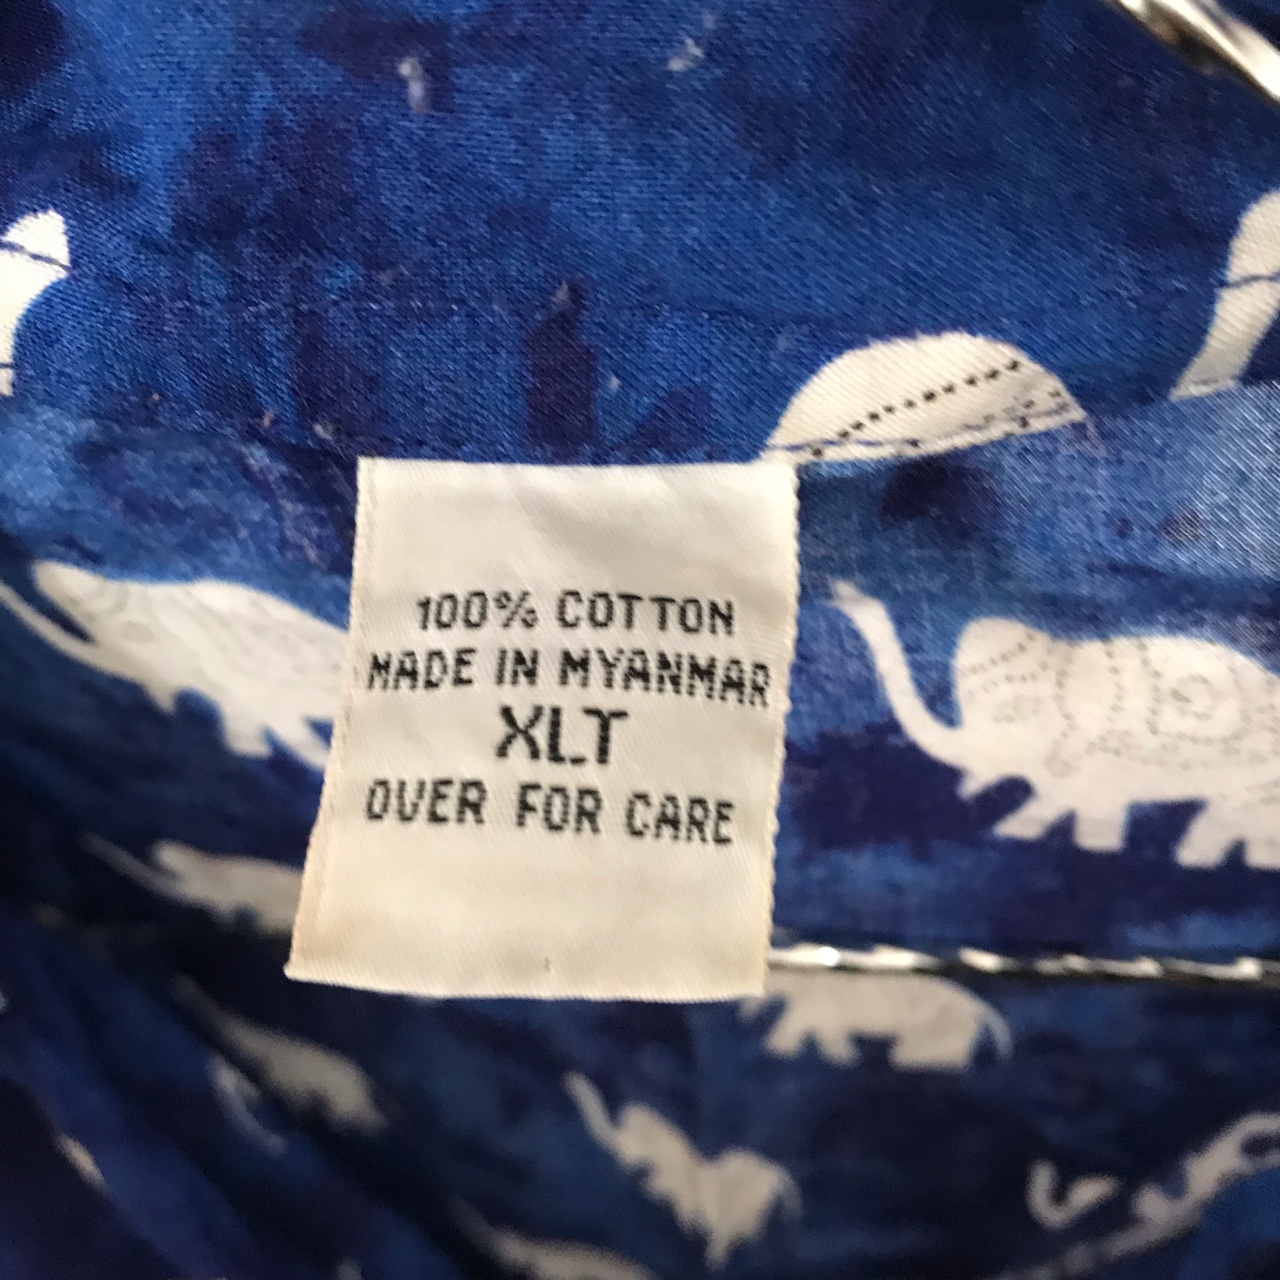 100% COTTON
MADE IN MYANMAR
XLT
OVER FOR CARE